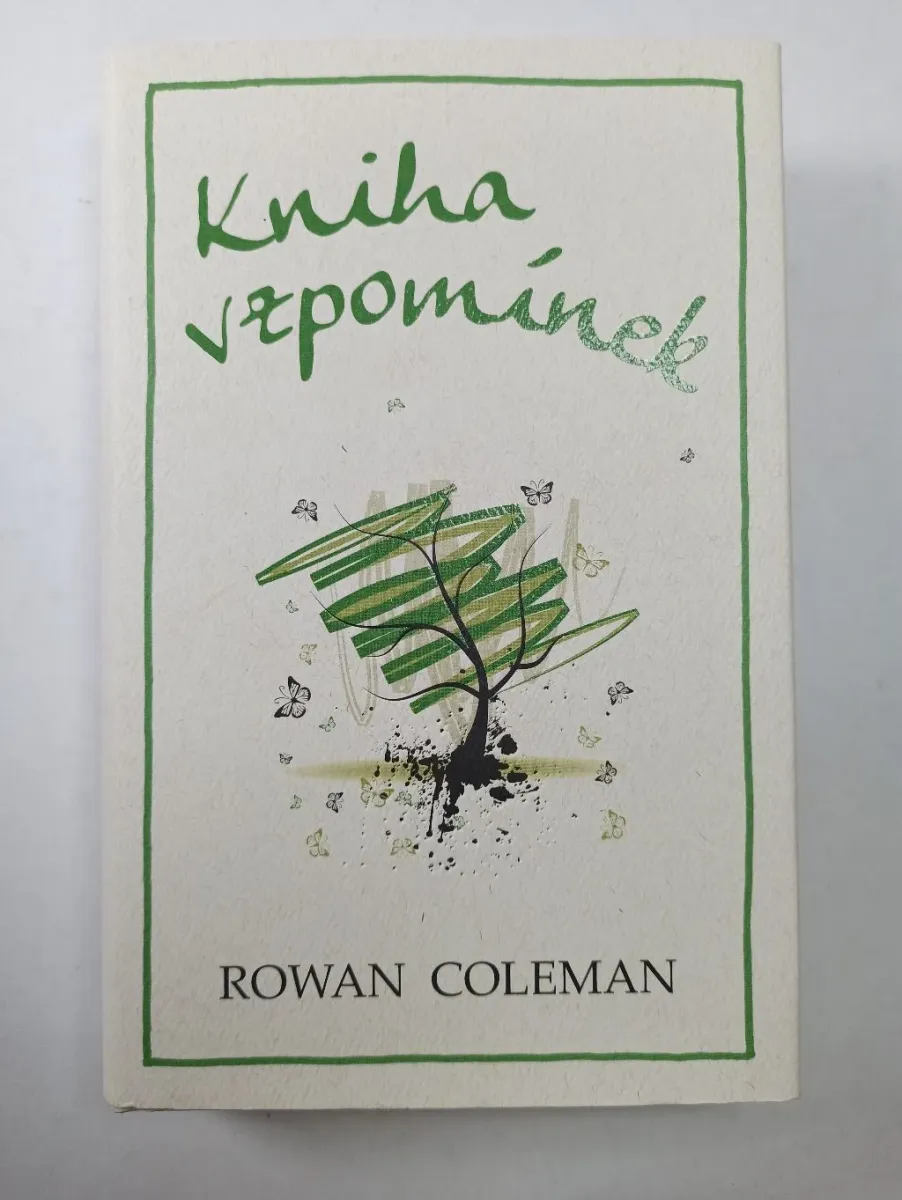 Kniha
vzpomínek
ROWAN COLEMAN